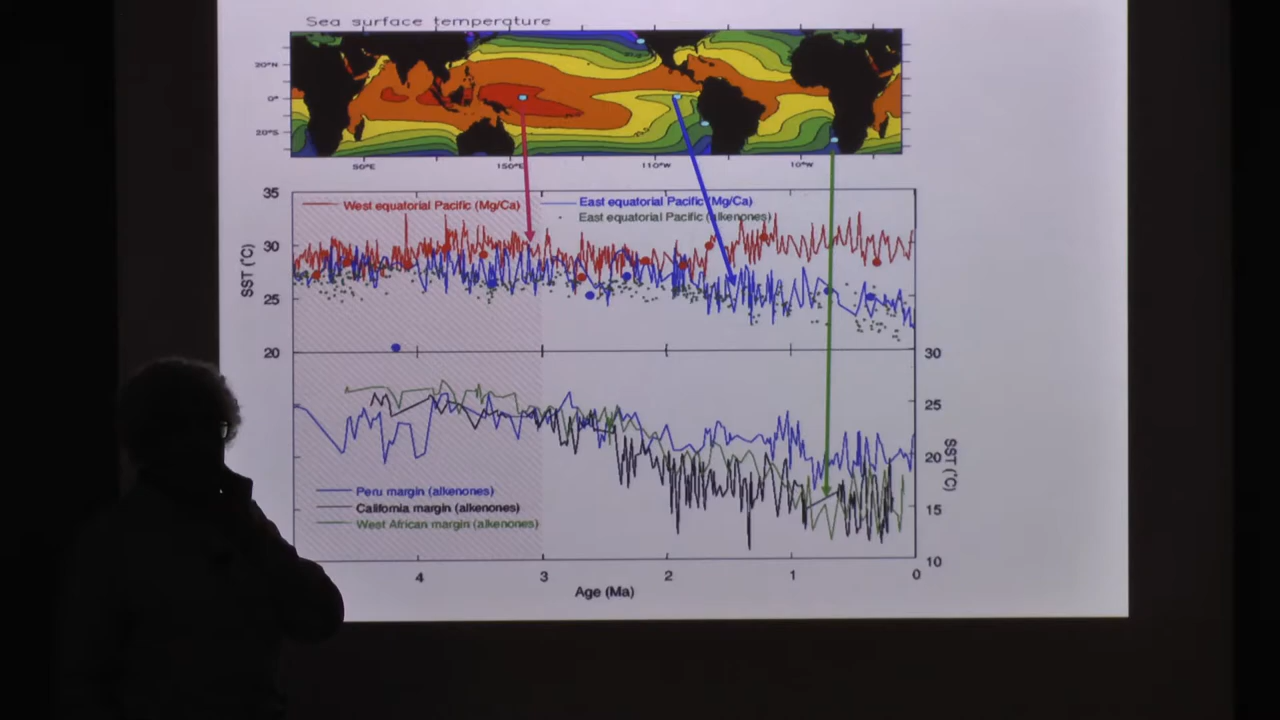 Sea surface temperature
20°N
0°
20°S
50°E 150°E 110°W 10°W
35
30
25
20
SST (°C)
West equatorial Pacific (Mg/Ca)
East equatorial Pacific (Mg/Ca)
East equatorial Pacific (alkenones)
30
25
20
15
10
SST (°C)
Peru margin (alkenones)
California margin (alkenones)
West African margin (alkenones)
4 3 2 1 0
Age (Ma)